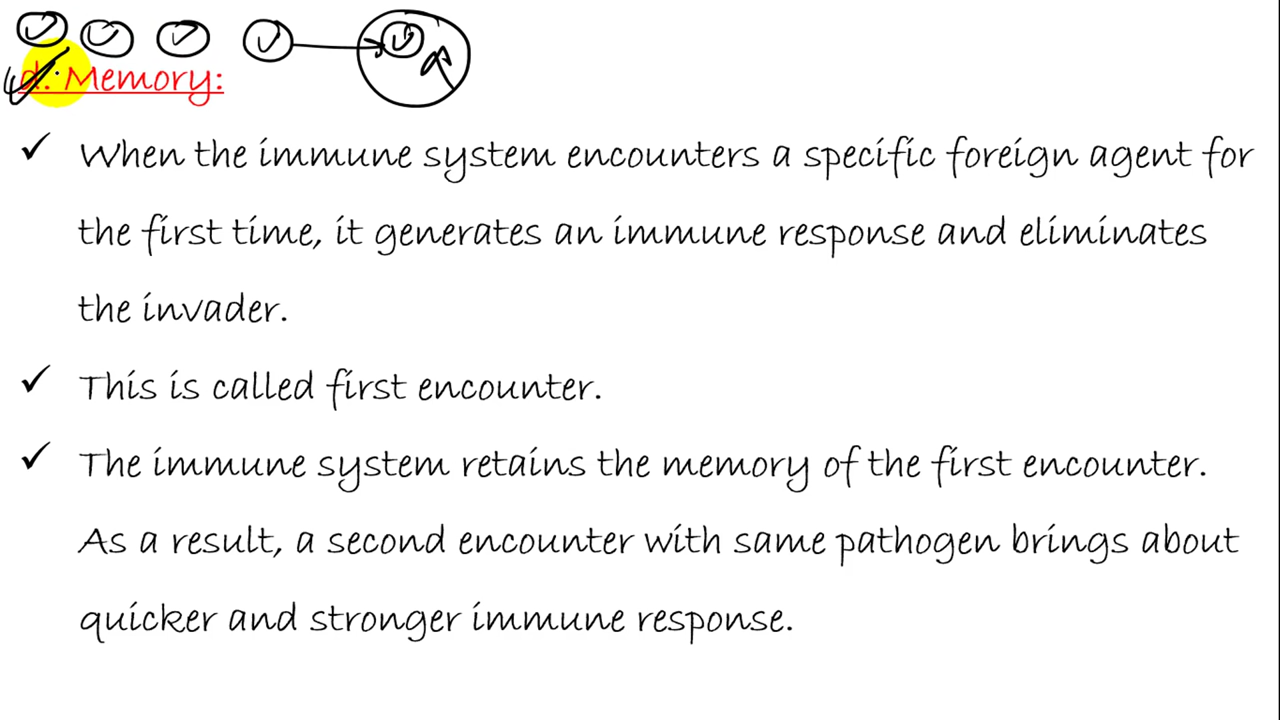 d. Memory:
✓ When the immune system encounters a specific foreign agent for
the first time, it generates an immune response and eliminates
the invader.
✓ This is called first encounter.
✓ The immune system retains the memory of the first encounter.
As a result, a second encounter with same pathogen brings about
quicker and stronger immune response.